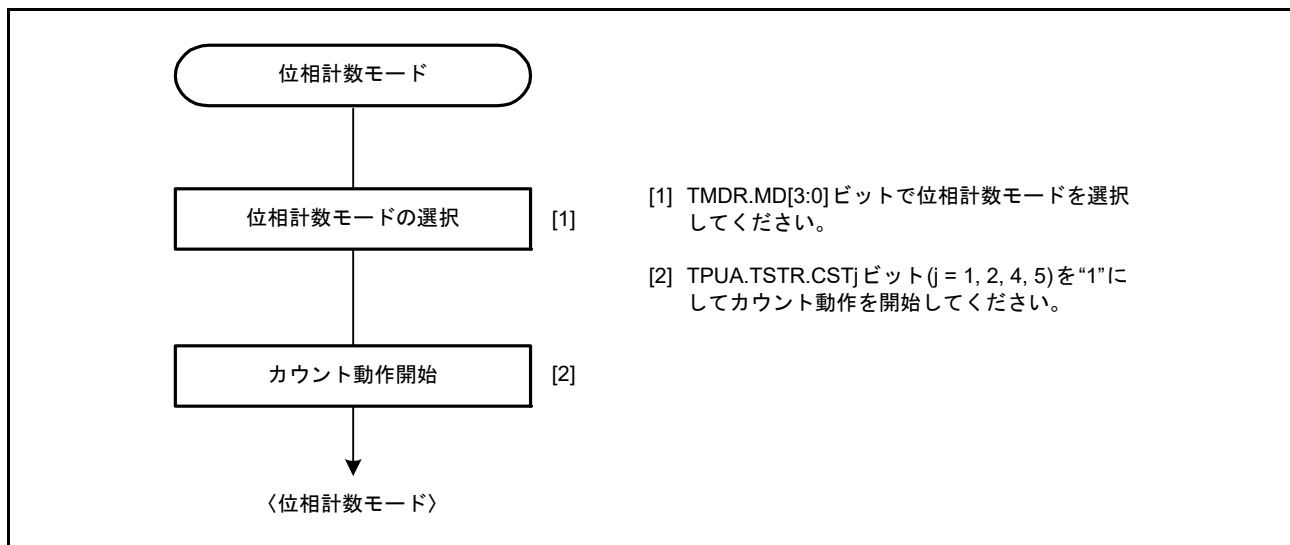 位相計数モード
位相計数モードの選択
[1]
[1] TMDR.MD[3:0]ビットで位相計数モードを選択
してください。
[2] TPUA.TSTR.CSTjビット(j = 1, 2, 4, 5)を“1”に
してカウント動作を開始してください。
カウント動作開始
[2]
〈位相計数モード〉